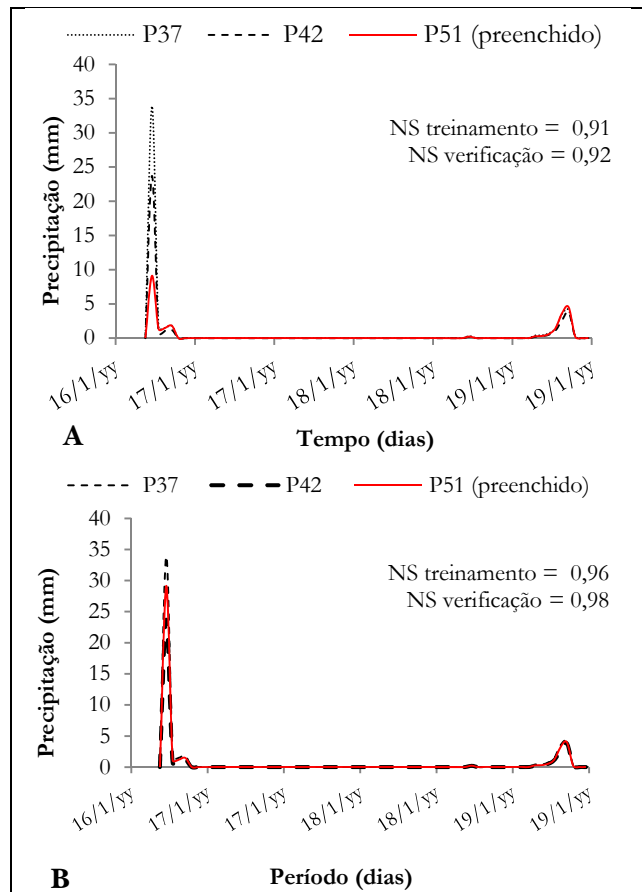 P37 P42 P51 (preenchido)
Precipitação (mm)
40
35
30
25
20
15
10
5
0
NS treinamento = 0,91
NS verificação = 0,92
16/1/yy 17/1/yy 17/1/yy 18/1/yy 18/1/yy 19/1/yy 19/1/yy
A
Tempo (dias)
P37 P42 P51 (preenchido)
Precipitação (mm)
40
35
30
25
20
15
10
5
0
NS treinamento = 0,96
NS verificação = 0,98
16/1/yy 17/1/yy 17/1/yy 18/1/yy 18/1/yy 19/1/yy 19/1/yy
B
Período (dias)